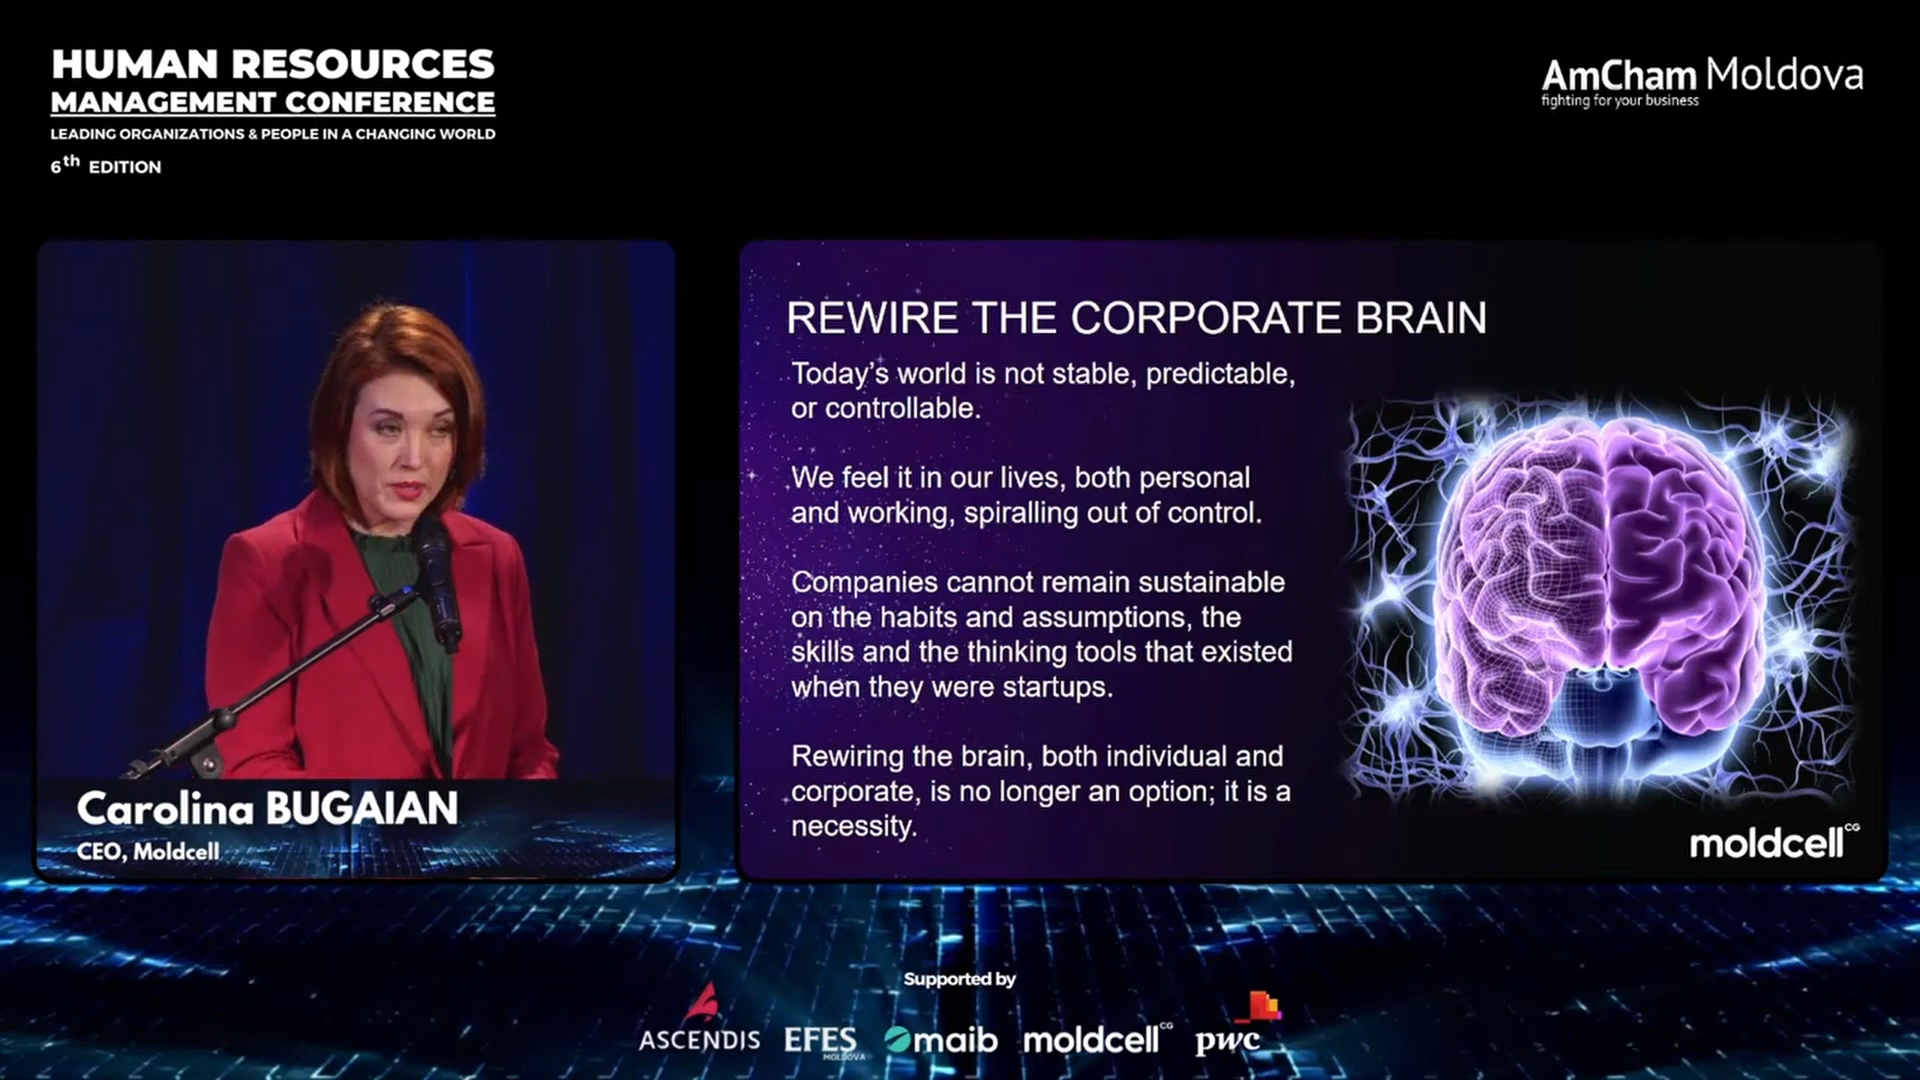 HUMAN RESOURCES
MANAGEMENT CONFERENCE
LEADING ORGANIZATIONS & PEOPLE IN A CHANGING WORLD
6th EDITION
AmCham Moldova
fighting for your business
REWIRE THE CORPORATE BRAIN
Today’s world is not stable, predictable,
or controllable.
We feel it in our lives, both personal
and working, spiralling out of control.
Companies cannot remain sustainable
on the habits and assumptions, the
skills and the thinking tools that existed
when they were startups.
Rewiring the brain, both individual and
corporate, is no longer an option; it is a
necessity.
moldcell CG
Carolina BUGAIAN
CEO, Moldcell
Supported by
ASCENDIS EFES MOLDOVA maib moldcell CG pwc